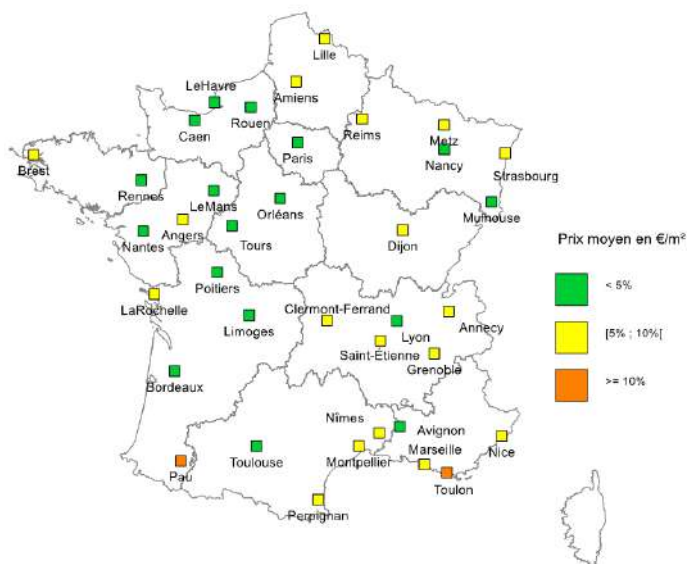 Lille
LeHavre
Amiens
Rouen
Caen
Reims
Metz
Paris
Nancy
Strasbourg
Brest
Rennes
LeMans
Orléans
Mulhouse
Angers
Nantes
Tours
Dijon
Prix moyen en €/m²
< 5%
[5% ; 10%[
>= 10%
Poitiers
LaRochelle
Clermont-Ferrand
Limoges
Lyon
Annecy
Saint-Étienne
Grenoble
Bordeaux
Nîmes
Avignon
Marseille
Nice
Toulouse
Montpellier
Pau
Toulon
Perpignan